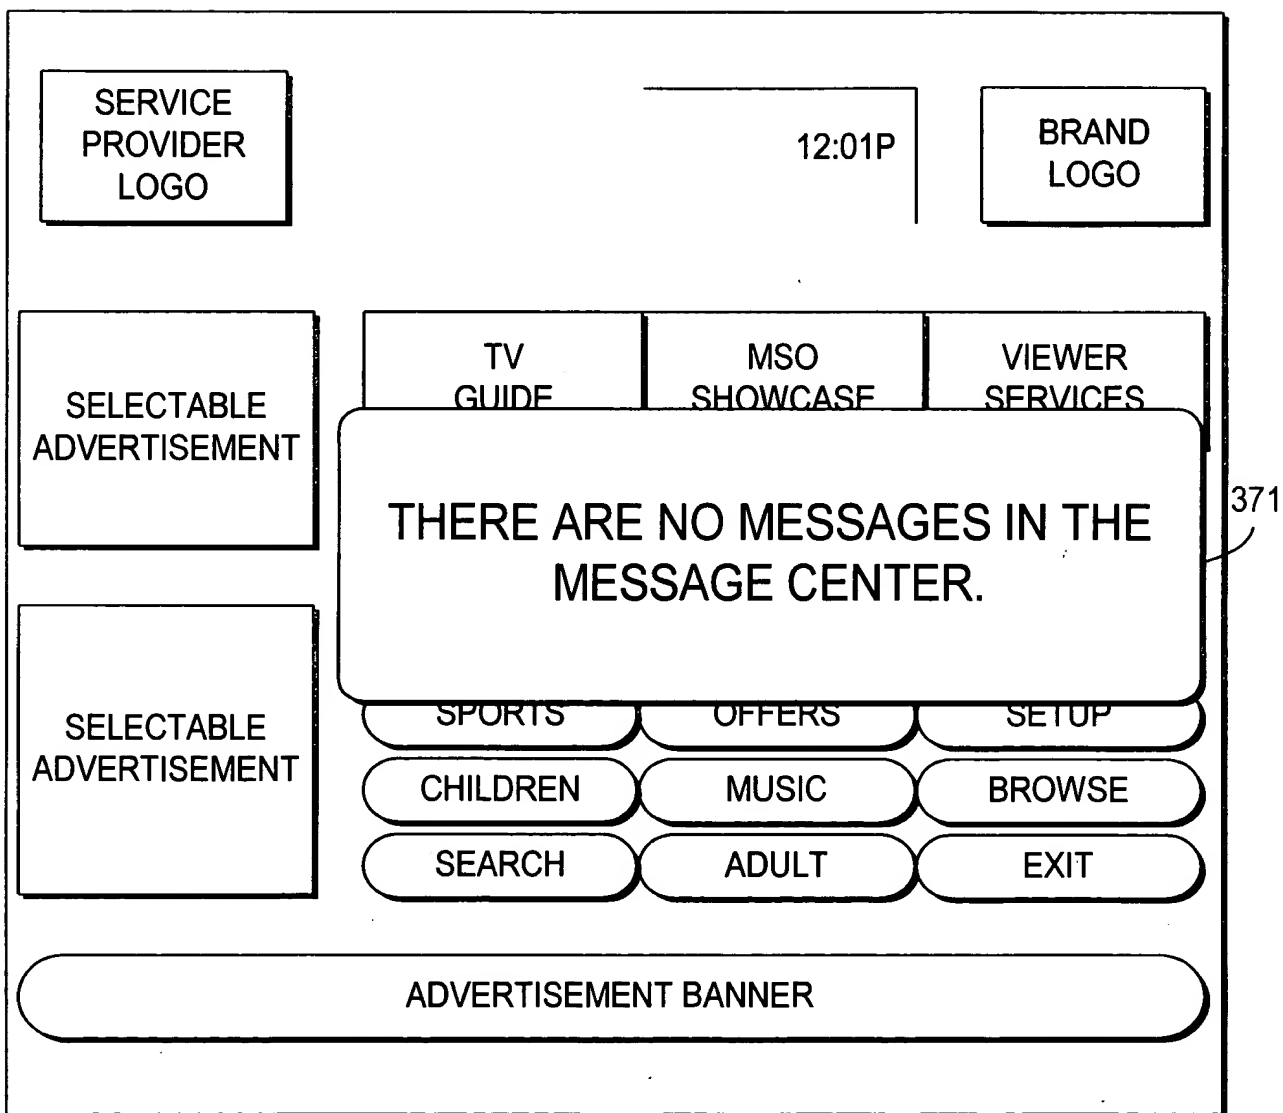 SERVICE
PROVIDER
LOGO
12:01P
BRAND
LOGO
SELECTABLE
ADVERTISEMENT
TV
GUIDE
MSO
SHOWCASE
VIEWER
SERVICES
THERE ARE NO MESSAGES IN THE
MESSAGE CENTER.
371
SELECTABLE
ADVERTISEMENT
SPORTS
OFFERS
SETUP
CHILDREN
MUSIC
BROWSE
SEARCH
ADULT
EXIT
ADVERTISEMENT BANNER